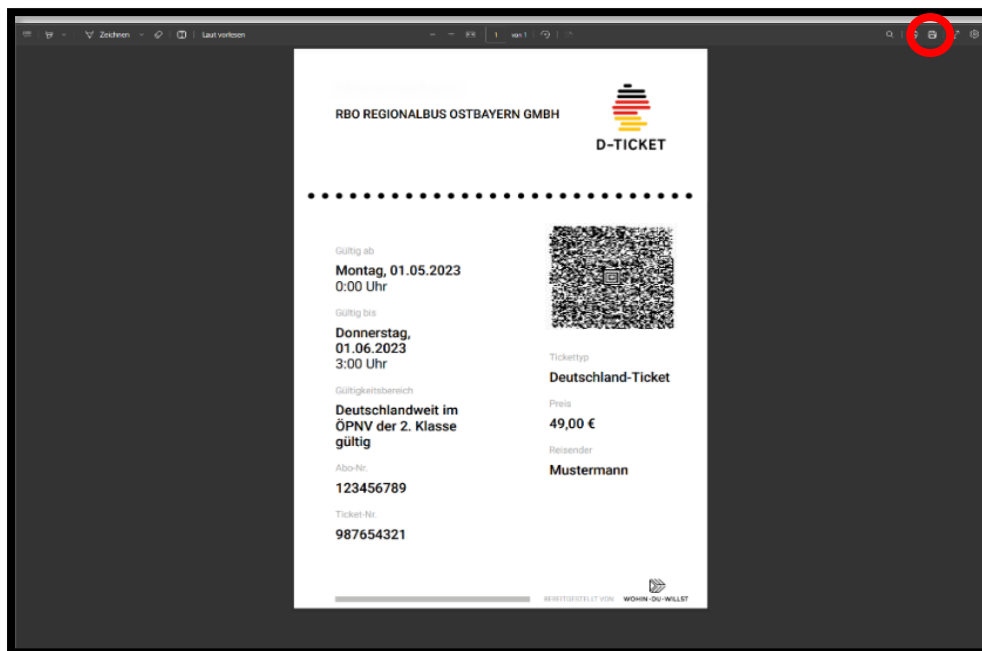 Zeichnen
Laut vorlesen
1 von 1
RBO REGIONALBUS OSTBAYERN GMBH
D-TICKET
Gültig ab
Montag, 01.05.2023
0:00 Uhr
Gültig bis
Donnerstag,
01.06.2023
3:00 Uhr
Gültigkeitsbereich
Deutschlandweit im
ÖPNV der 2. Klasse
gültig
Abo-Nr.
123456789
Ticket-Nr.
987654321
Tickettyp
Deutschland-Ticket
Preis
49,00 €
Reisender
Mustermann
BEREITGESTELLT VON WOHIN-DU-WILLST